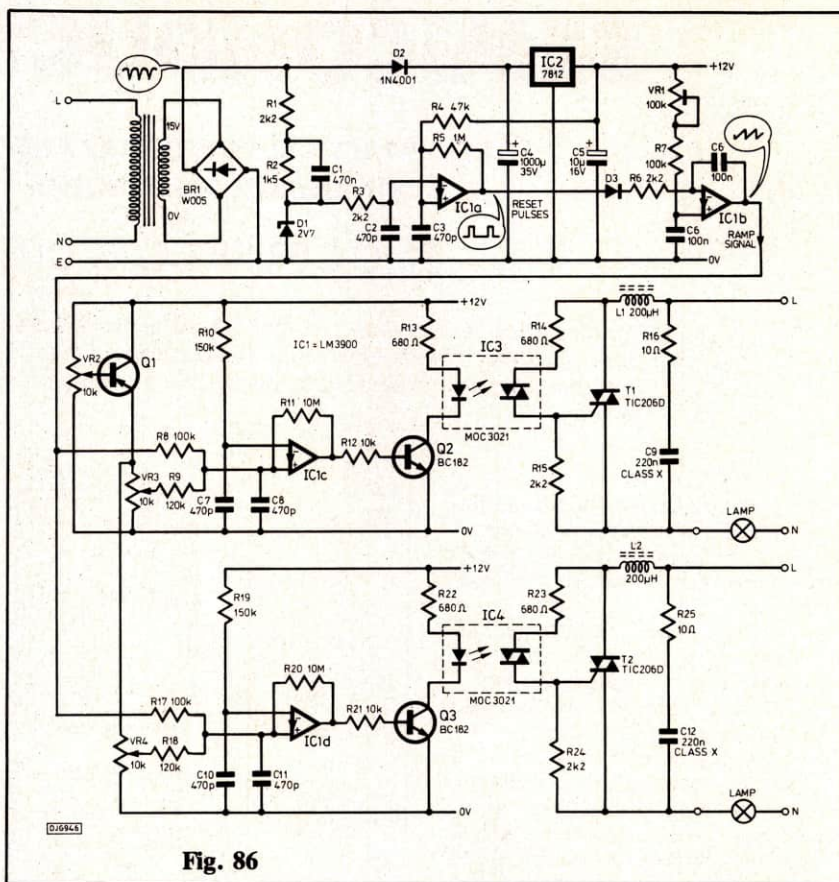 L
N
E
15V
0V
BR1
W005
R1
2k2
R2
1k5
C1
470n
D1
2V7
R3
2k2
D2
1N4001
R4 47k
R5 1M
C2
470p
C3
470p
IC1a
RESET
PULSES
C4
1000µ
35V
IC2
7812
C5
10µ
16V
D3
R6 2k2
+12V
VR1
100k
R7
100k
C6
100n
C6
100n
IC1b
RAMP
SIGNAL
0V
+12V
VR2
10k
Q1
R8 100k
VR3
10k
R9
120k
R10
150k
IC1 = LM3900
R11 10M
IC1c
C7
470p
C8
470p
R12 10k
Q2
BC182
R13
680Ω
IC3
MOC3021
R14
680Ω
R15
2k2
T1
TIC206D
L1 200µH
R16
10Ω
C9
220n
CLASS X
LAMP
L
N
0V
+12V
R17 100k
VR4
10k
R18
120k
R19
150k
R20 10M
IC1d
C10
470p
C11
470p
R21 10k
Q3
BC182
R22
680Ω
IC4
MOC3021
R23
680Ω
R24
2k2
T2
TIC206D
L2
200µH
R25
10Ω
C12
220n
CLASS X
LAMP
L
N
0V
DJG946
Fig. 86